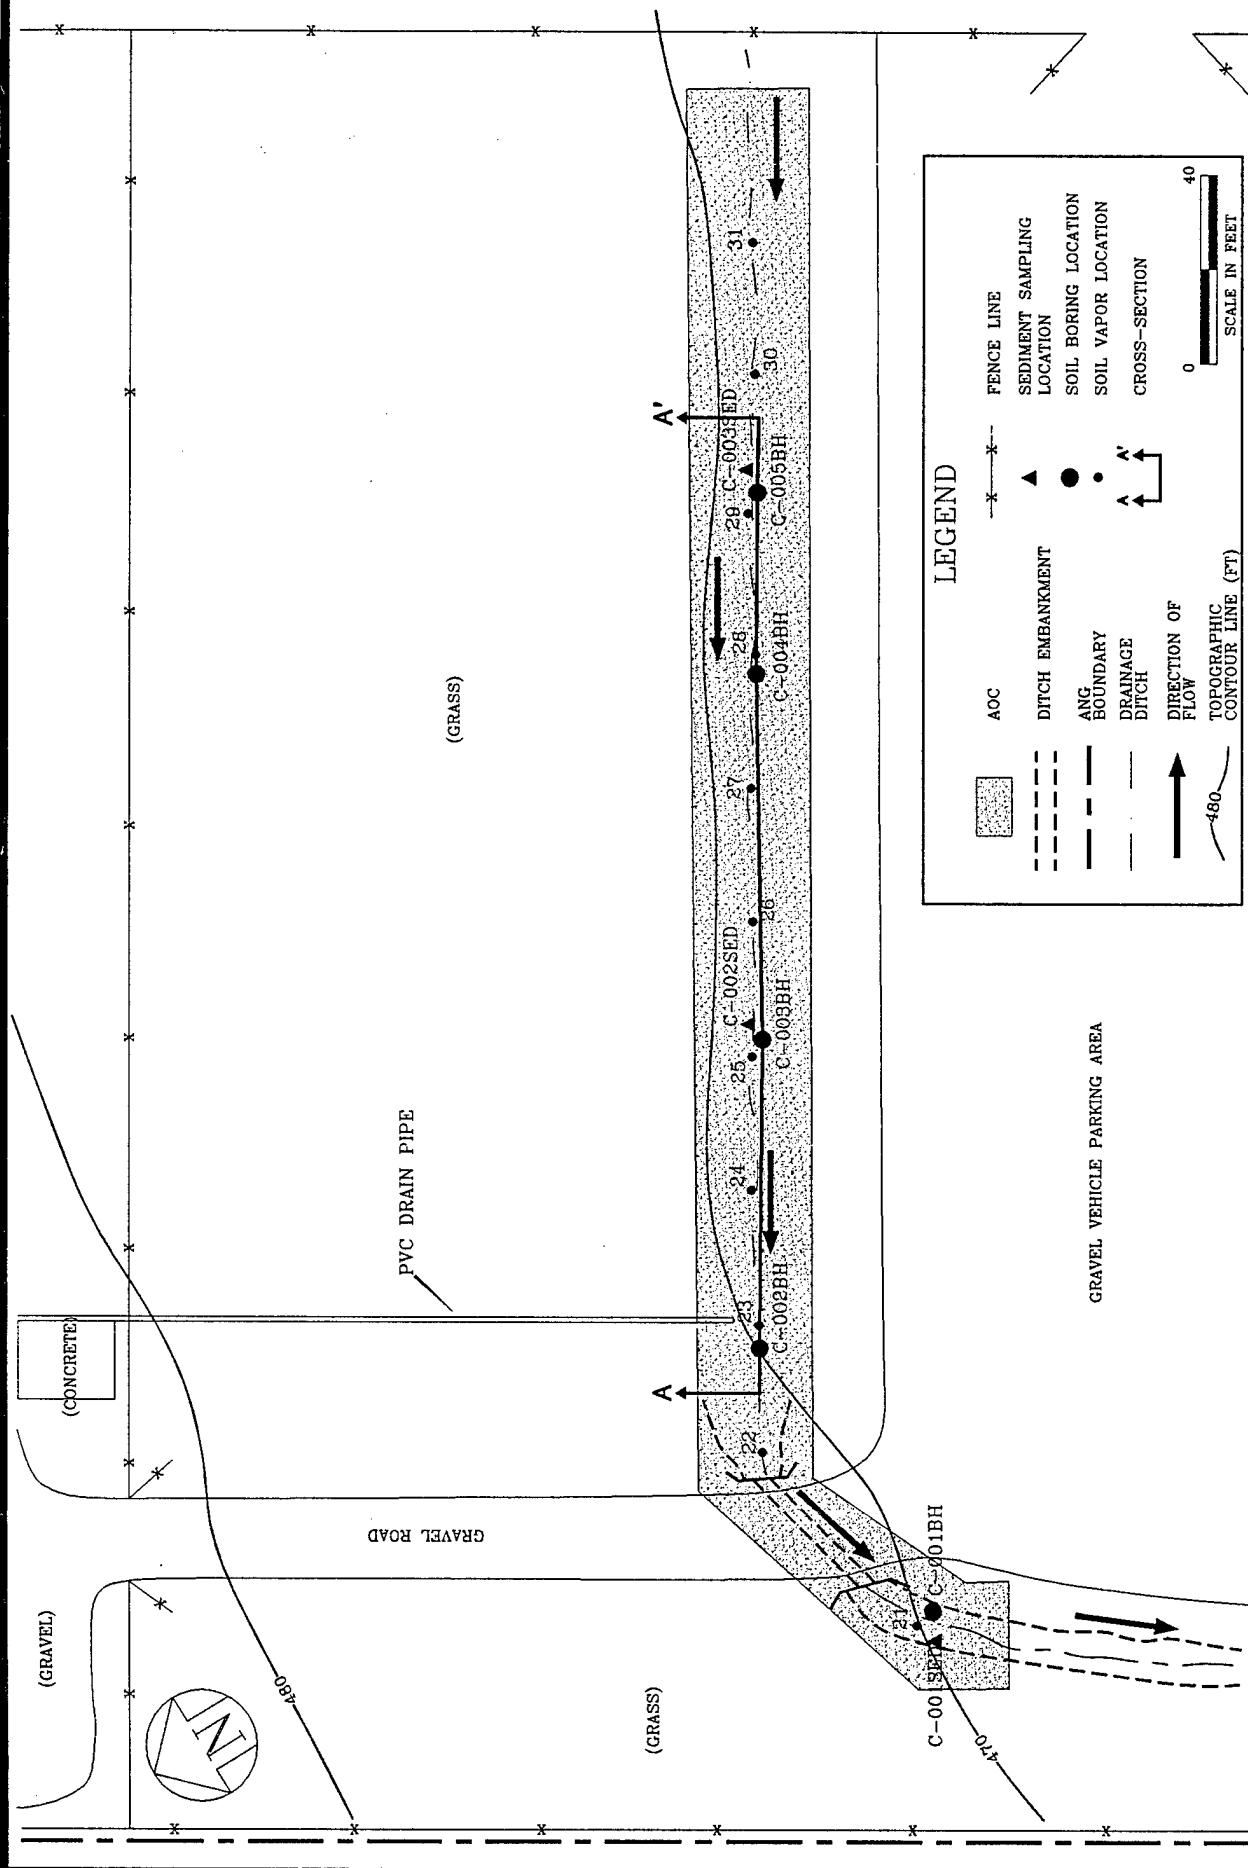 (GRASS)
PVC DRAIN PIPE
(CONCRETE)
GRAVEL ROAD
(GRAVEL)
N
480
(GRASS)
470
A
A'
C-001SED
21
C-001BH
22
C-002BH
23
24
25
C-002SED
C-003BH
26
27
28
C-004BH
29
C-003SED
C-005BH
30
31
GRAVEL VEHICLE PARKING AREA
LEGEND
AOC
DITCH EMBANKMENT
ANG
BOUNDARY
DRAINAGE
DITCH
DIRECTION OF
FLOW
480
TOPOGRAPHIC
CONTOUR LINE (FT)
FENCE LINE
SEDIMENT SAMPLING
LOCATION
SOIL BORING LOCATION
SOIL VAPOR LOCATION
A A'
CROSS-SECTION
0 40
SCALE IN FEET